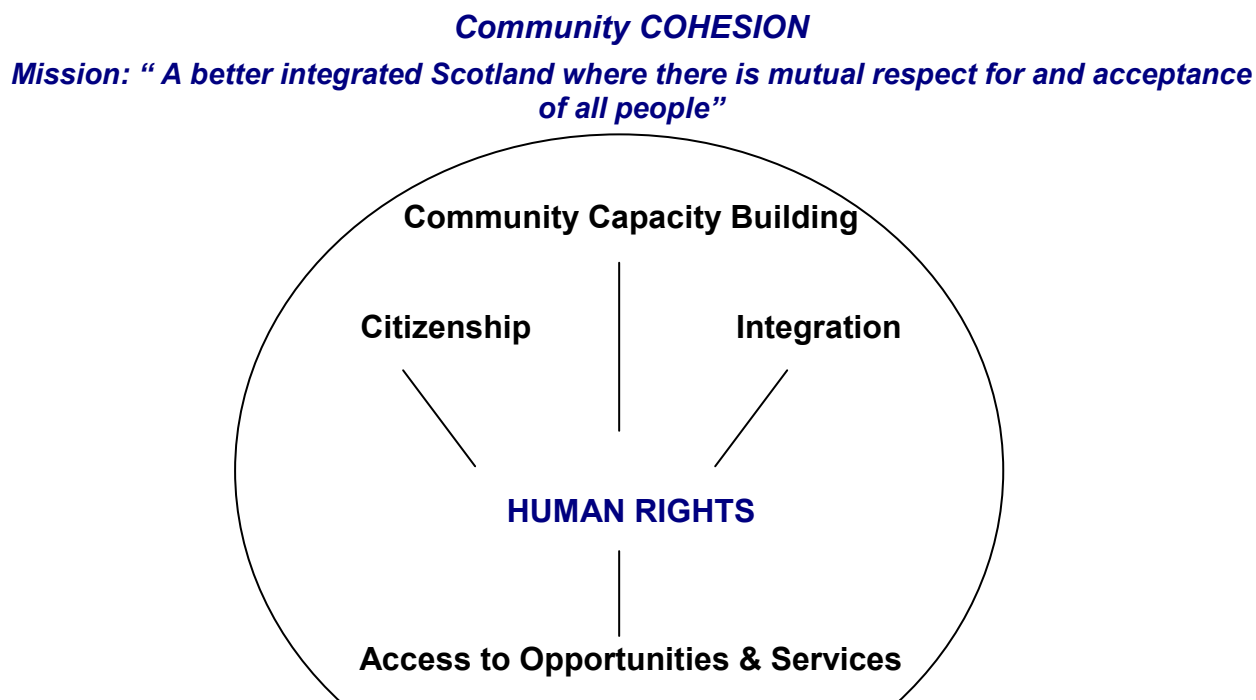 Community COHESION
Mission: “ A better integrated Scotland where there is mutual respect for and acceptance
of all people”
Community Capacity Building
Citizenship Integration
HUMAN RIGHTS
Access to Opportunities & Services